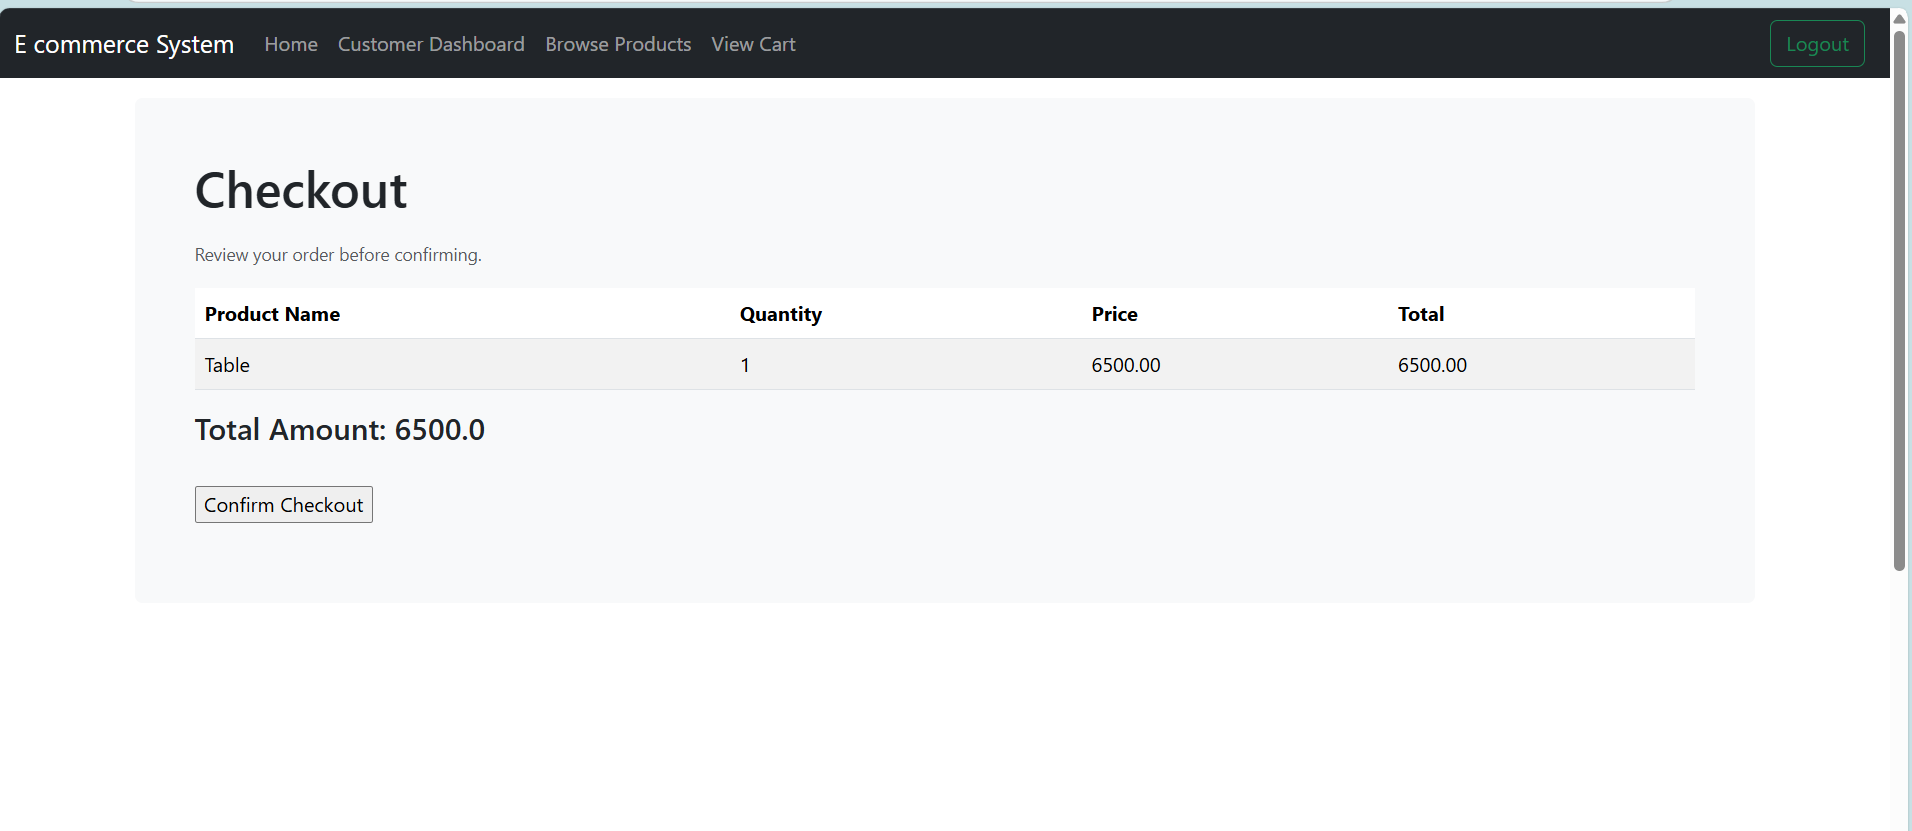 E commerce System Home Customer Dashboard Browse Products View Cart Logout
Checkout
Review your order before confirming.
Product Name Quantity Price Total
Table 1 6500.00 6500.00
Total Amount: 6500.0
Confirm Checkout